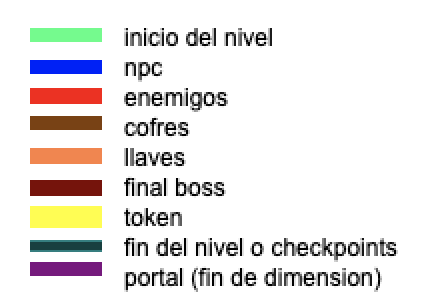 inicio del nivel
npc
enemigos
cofres
llaves
final boss
token
fin del nivel o checkpoints
portal (fin de dimension)